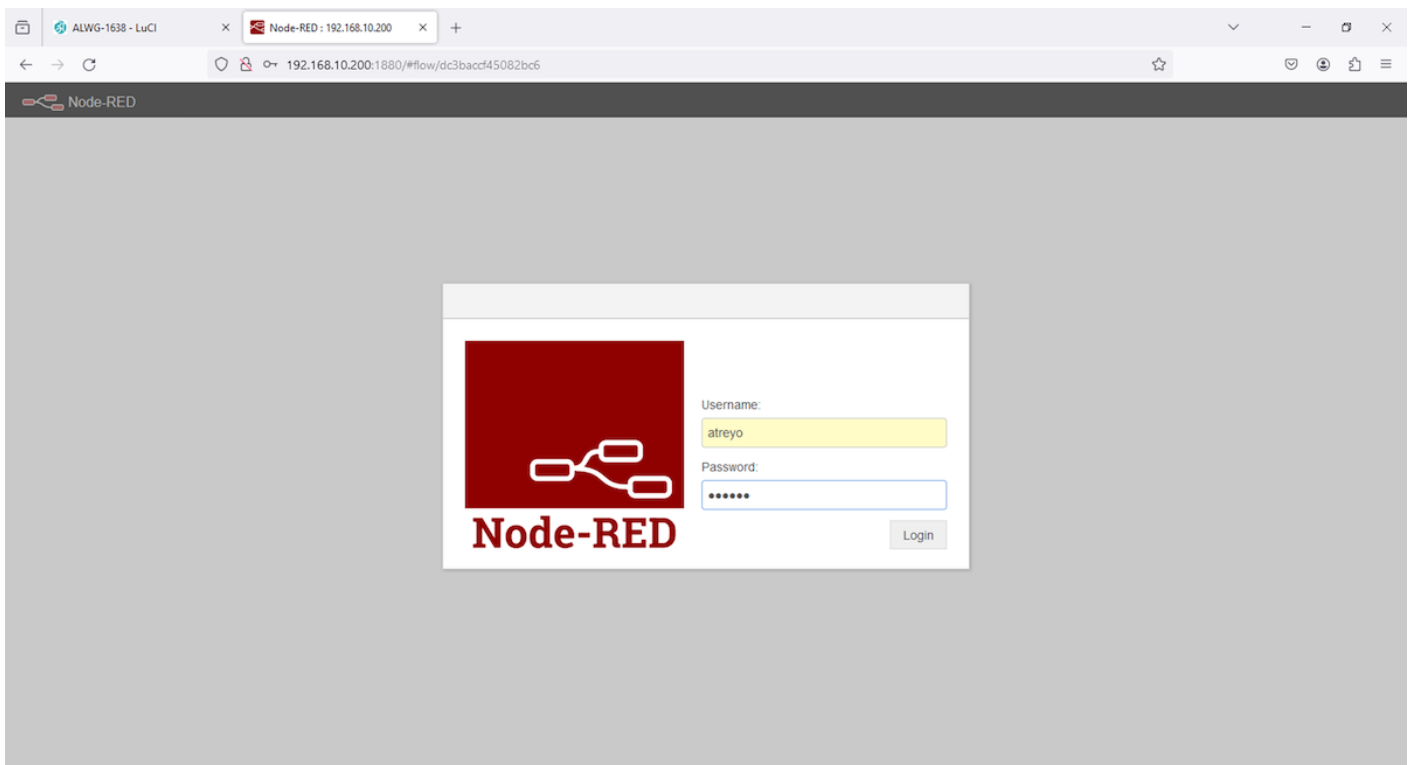 ALWG-1638 - LuCI
Node-RED : 192.168.10.200
192.168.10.200:1880/#flow/dc3baccf45082bc6
Node-RED
Username:
atreyo
Password:
••••••
Node-RED
Login